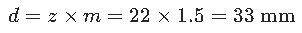 d = z × m = 22 × 1.5 = 33 mm